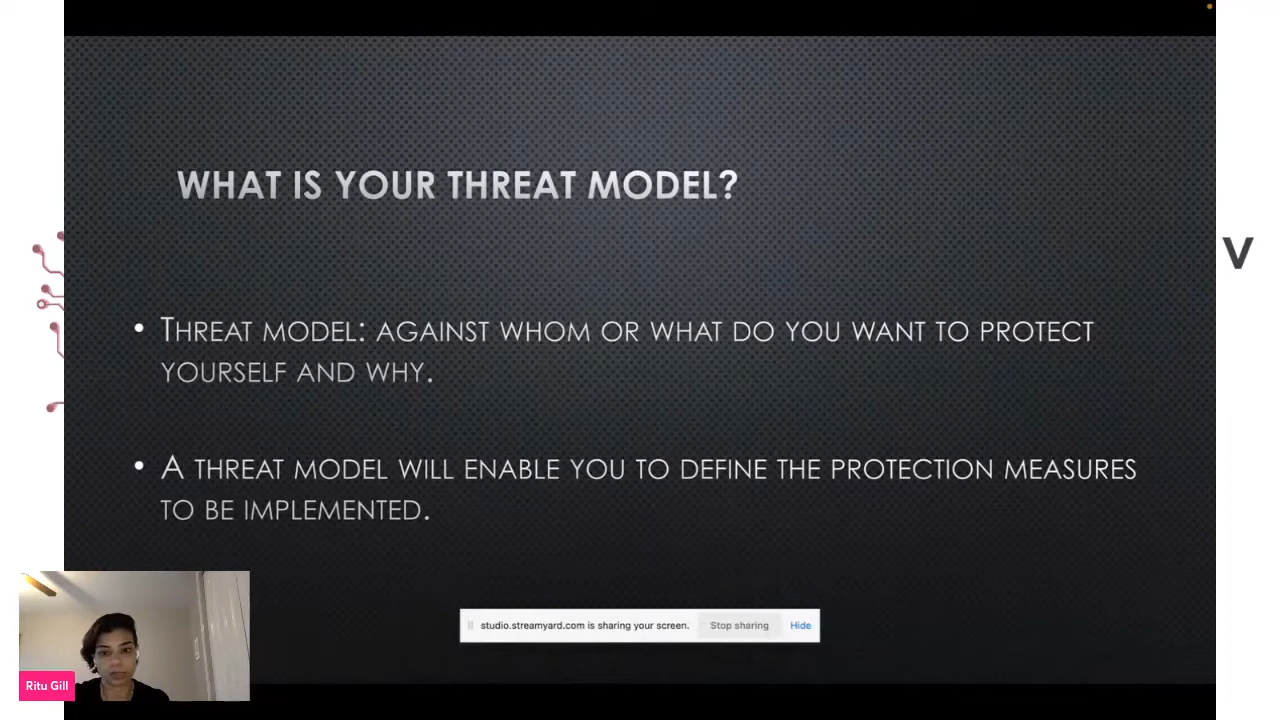 WHAT IS YOUR THREAT MODEL?
• THREAT MODEL: AGAINST WHOM OR WHAT DO YOU WANT TO PROTECT
YOURSELF AND WHY.
• A THREAT MODEL WILL ENABLE YOU TO DEFINE THE PROTECTION MEASURES
TO BE IMPLEMENTED.
V
studio.streamyard.com is sharing your screen. Stop sharing Hide
Ritu Gill